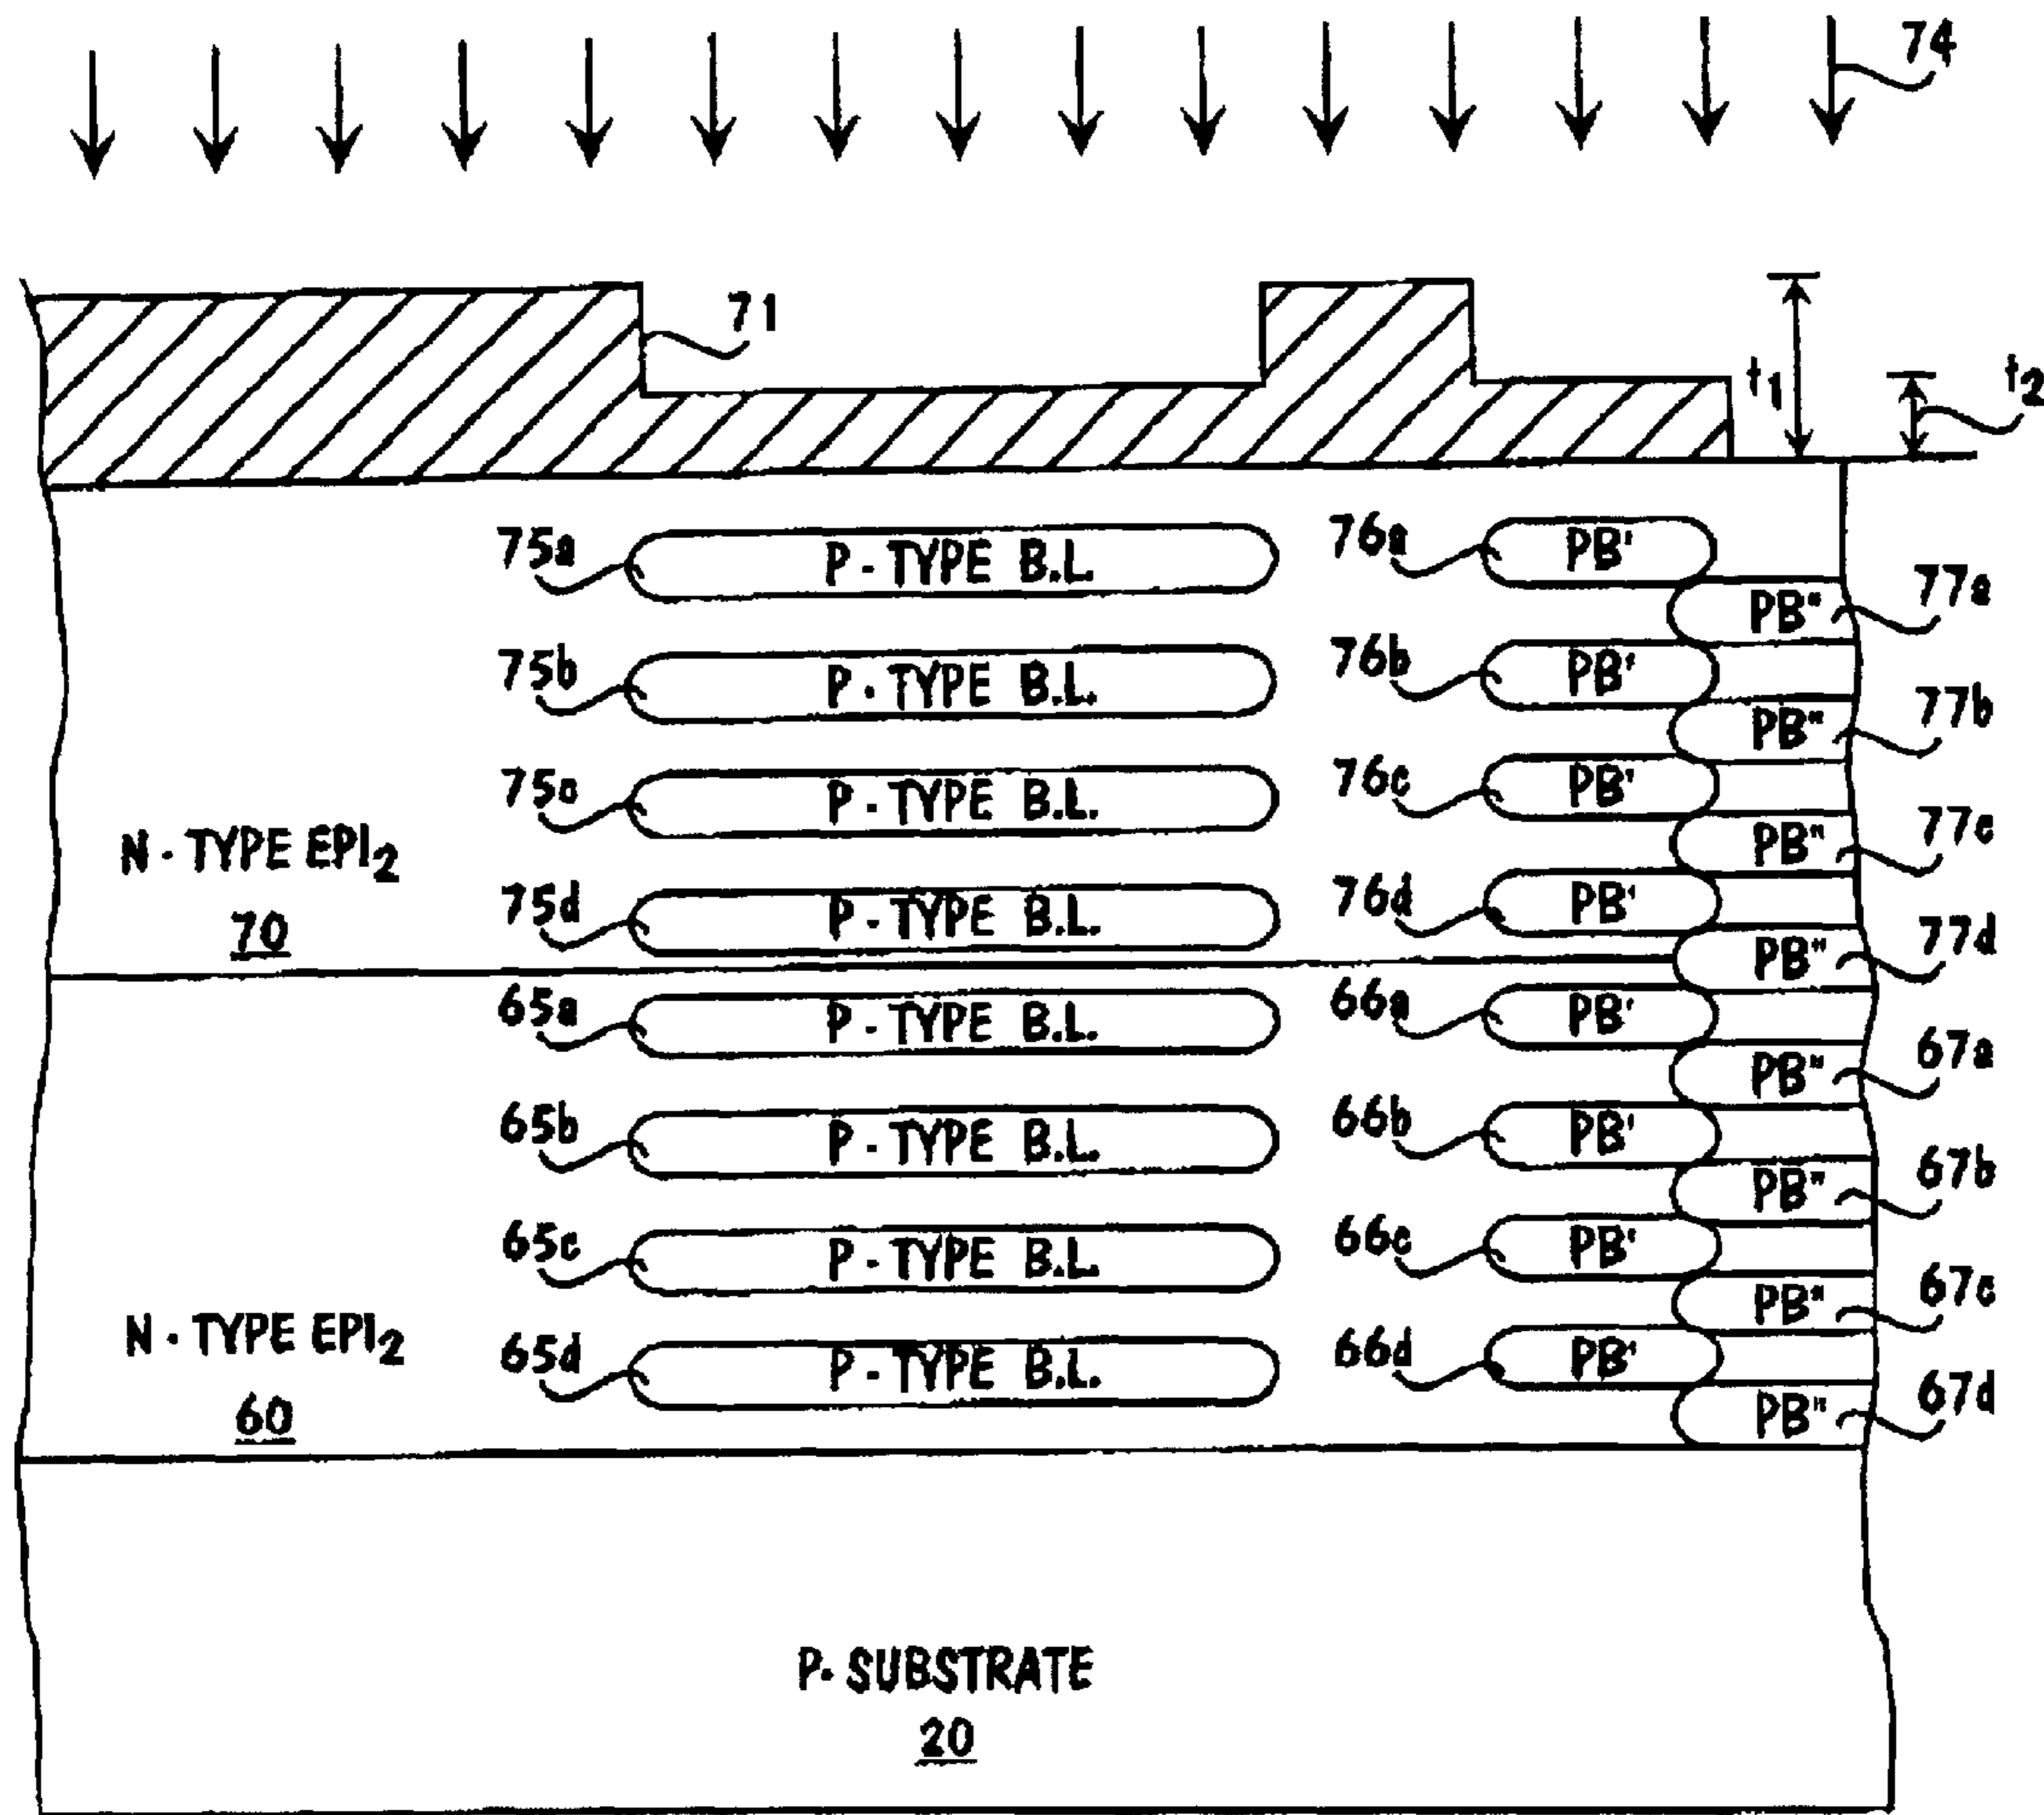 74
71
t1
t2
75a P-TYPE B.L. 76a PB'
PB" 77a
75b P-TYPE B.L. 76b PB'
PB" 77b
75c P-TYPE B.L. 76c PB'
PB" 77c
N-TYPE EPI2
70
75d P-TYPE B.L. 76d PB'
PB" 77d
65a P-TYPE B.L. 66a PB'
PB" 67a
65b P-TYPE B.L. 66b PB'
PB" 67b
65c P-TYPE B.L. 66c PB'
PB" 67c
N-TYPE EPI2
60
65d P-TYPE B.L. 66d PB'
PB" 67d
P-SUBSTRATE
20